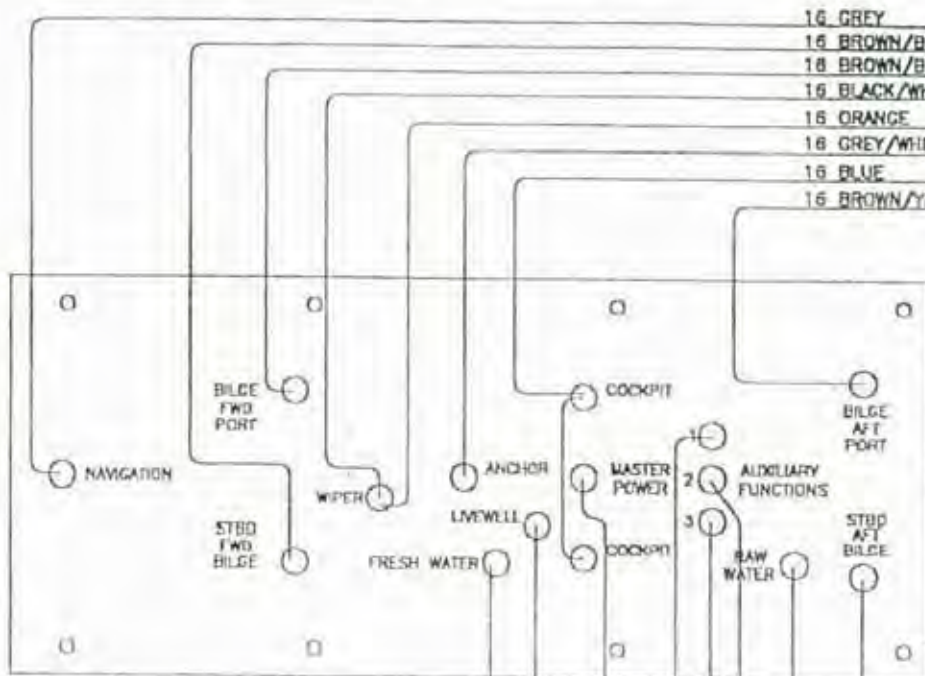 16 GREY
16 BROWN/B
16 BROWN/B
16 BLACK/WH
16 ORANGE
16 GREY/WHI
16 BLUE
16 BROWN/Y
BILGE
FWD
PORT
COCKPIT
BILGE
AFT
PORT
1
NAVIGATION
WIPER
ANCHOR
MASTER
POWER
2
AUXILIARY
FUNCTIONS
LIVEWELL
3
STBD
FWD
BILGE
FRESH WATER
COCKPIT
RAW
WATER
STBD
AFT
BILGE